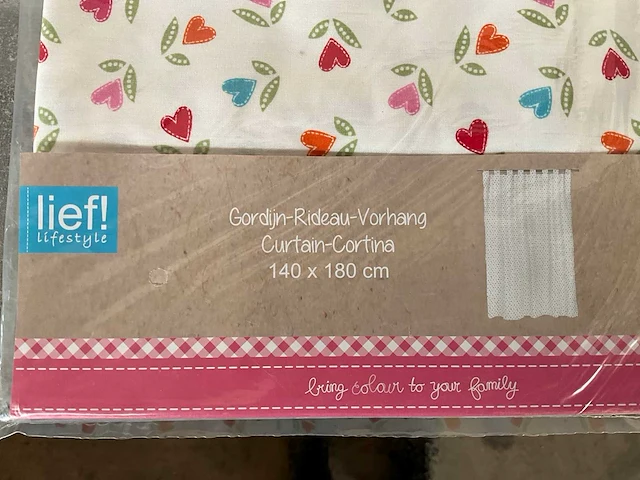 lief!
lifestyle
Gordijn-Rideau-Vorhang
Curtain-Cortina
140 x 180 cm
bring colour to your family